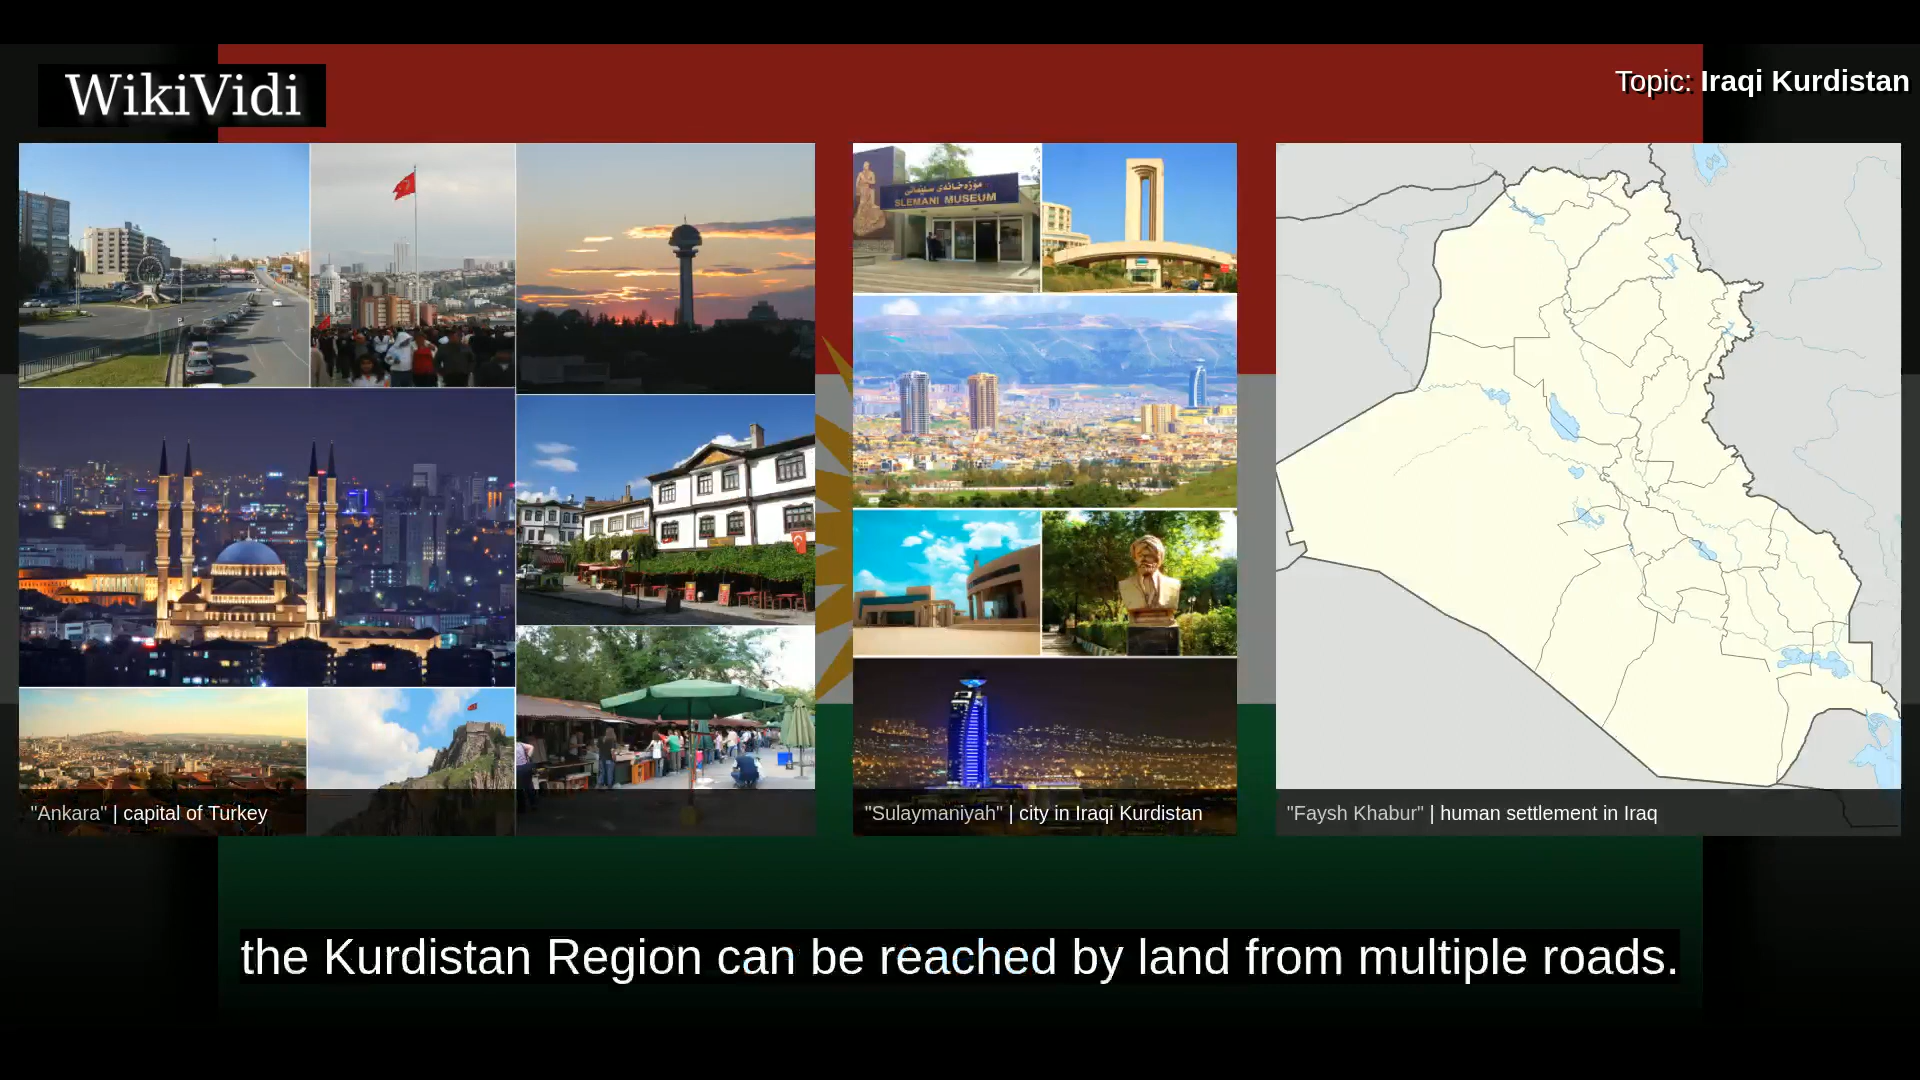 WikiVidi
Topic: Iraqi Kurdistan
مۆزەخانەی سلێمانی
SLEMANI MUSEUM
"Ankara" | capital of Turkey
"Sulaymaniyah" | city in Iraqi Kurdistan
"Faysh Khabur" | human settlement in Iraq
the Kurdistan Region can be reached by land from multiple roads.